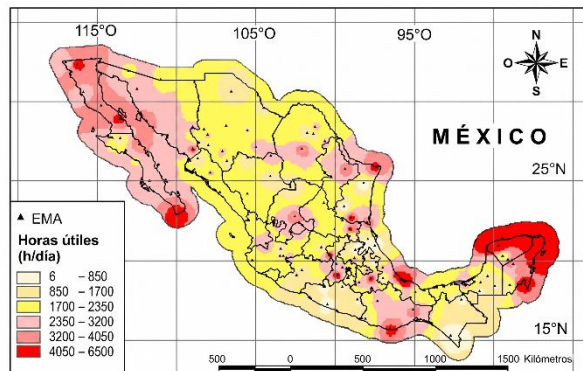 115°O
105°O
95°O
N
O
E
S
MÉXICO
25°N
EMA
Horas útiles
(h/día)
6 – 850
850 – 1700
1700 – 2350
2350 – 3200
3200 – 4050
4050 – 6500
15°N
500 0 500 1000 1500 Kilómetros